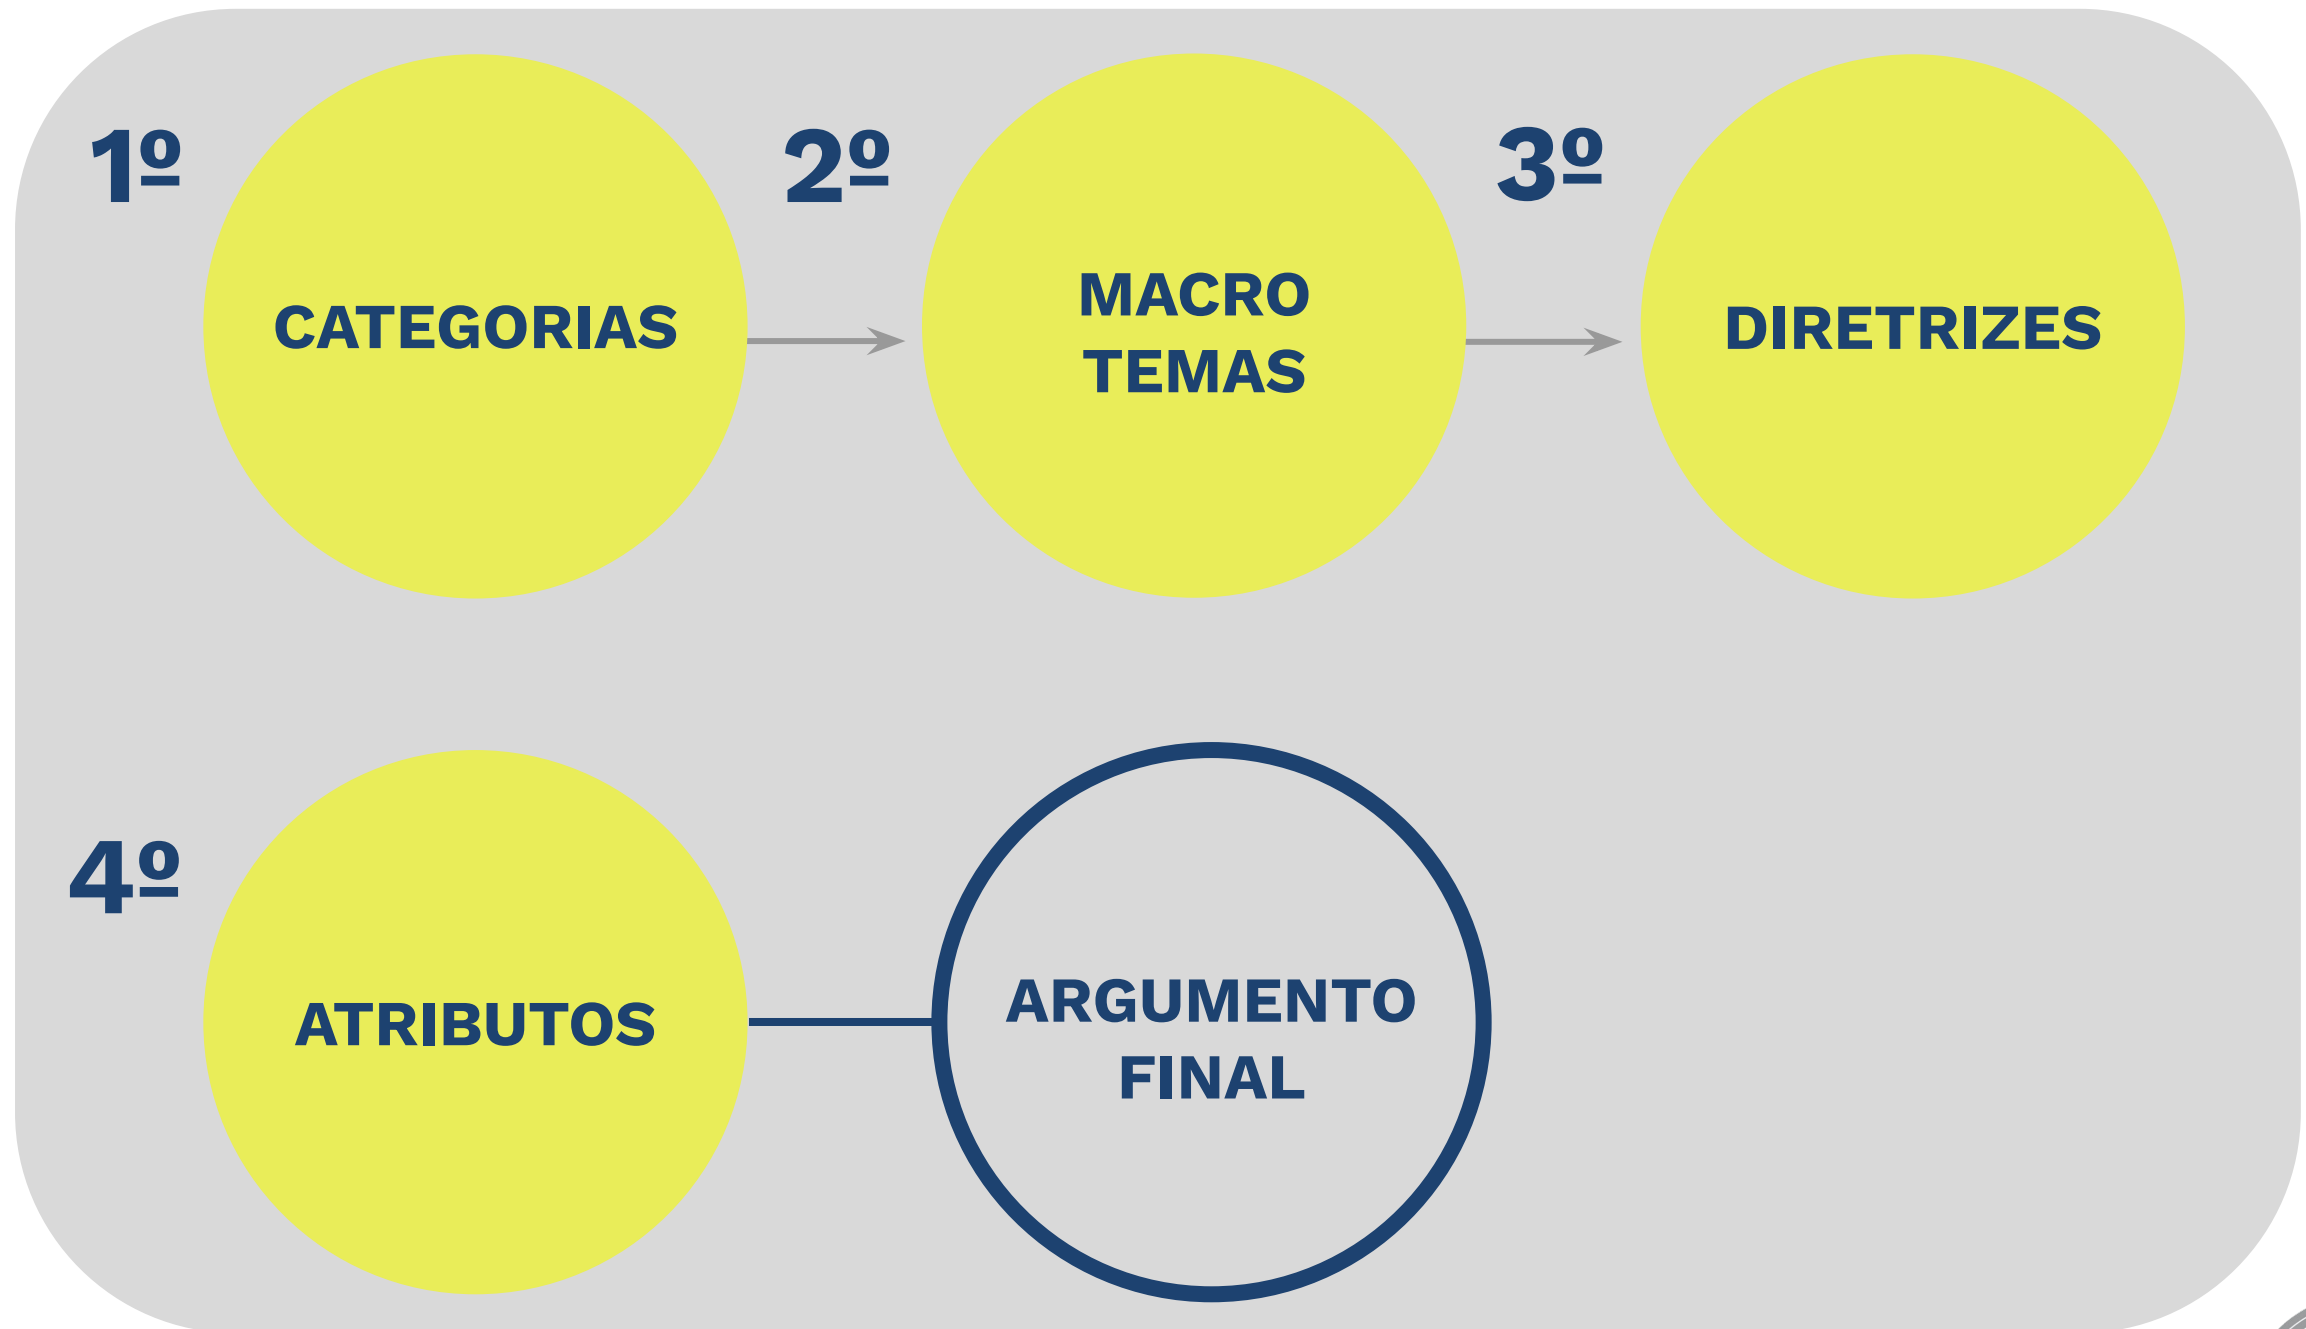 1º
CATEGORIAS
2º
MACRO
TEMAS
3º
DIRETRIZES
4º
ATRIBUTOS
ARGUMENTO
FINAL